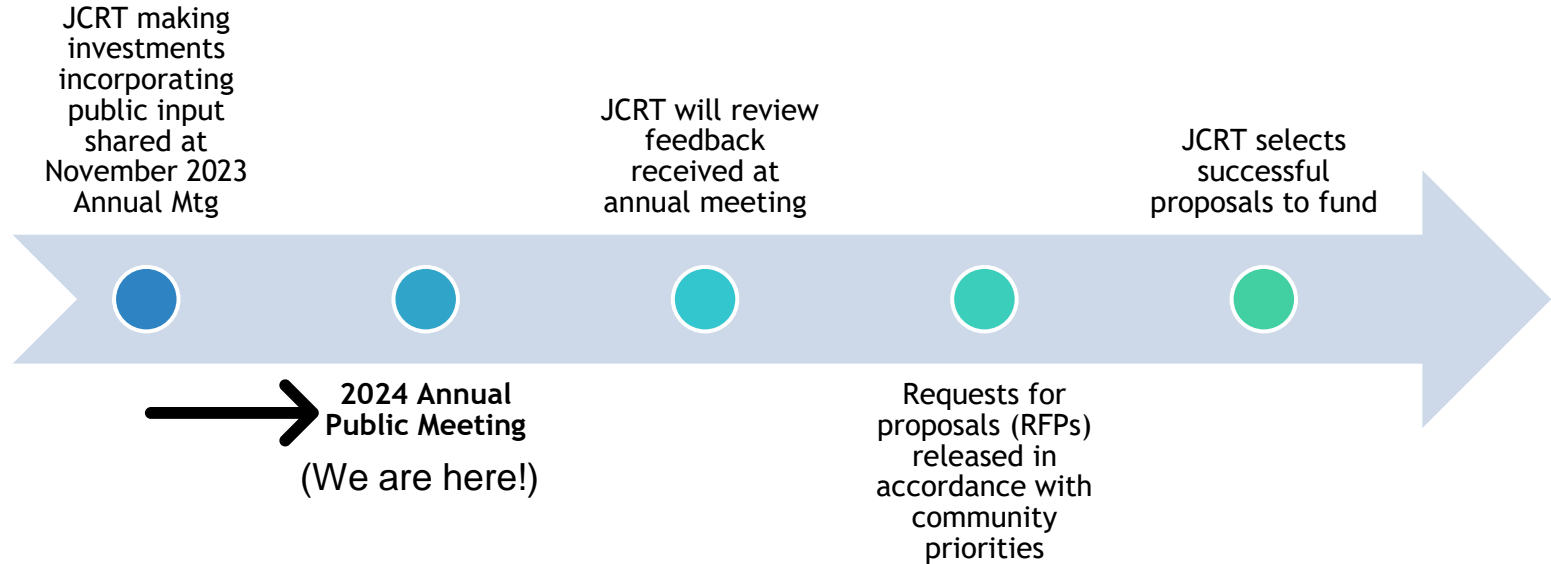 JCRT making
investments
incorporating
public input
shared at
November 2023
Annual Mtg
2024 Annual
Public Meeting
(We are here!)
JCRT will review
feedback
received at
annual meeting
Requests for
proposals (RFPs)
released in
accordance with
community
priorities
JCRT selects
successful
proposals to fund